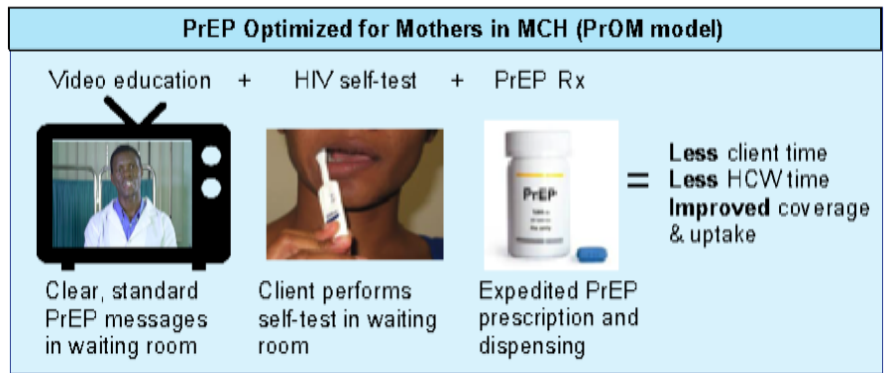 PrEP Optimized for Mothers in MCH (PrOM model)
Video education + HIV self-test + PrEP Rx
PrEP
=
Less client time
Less HCW time
Improved coverage
& uptake
Clear, standard
PrEP messages
in waiting room
Client performs
self-test in waiting
room
Expedited PrEP
prescription and
dispensing